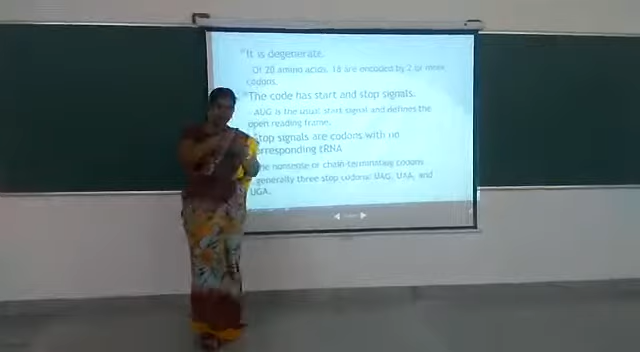 It is degenerate.
Of 20 amino acids, 18 are encoded by 2 or more
codons.
The code has start and stop signals.
AUG is the usual start signal and defines the
open reading frame.
Stop signals are codons with no
corresponding tRNA
the nonsense or chain-terminating codons
generally three stop codons: UAG, UAA, and
UGA.